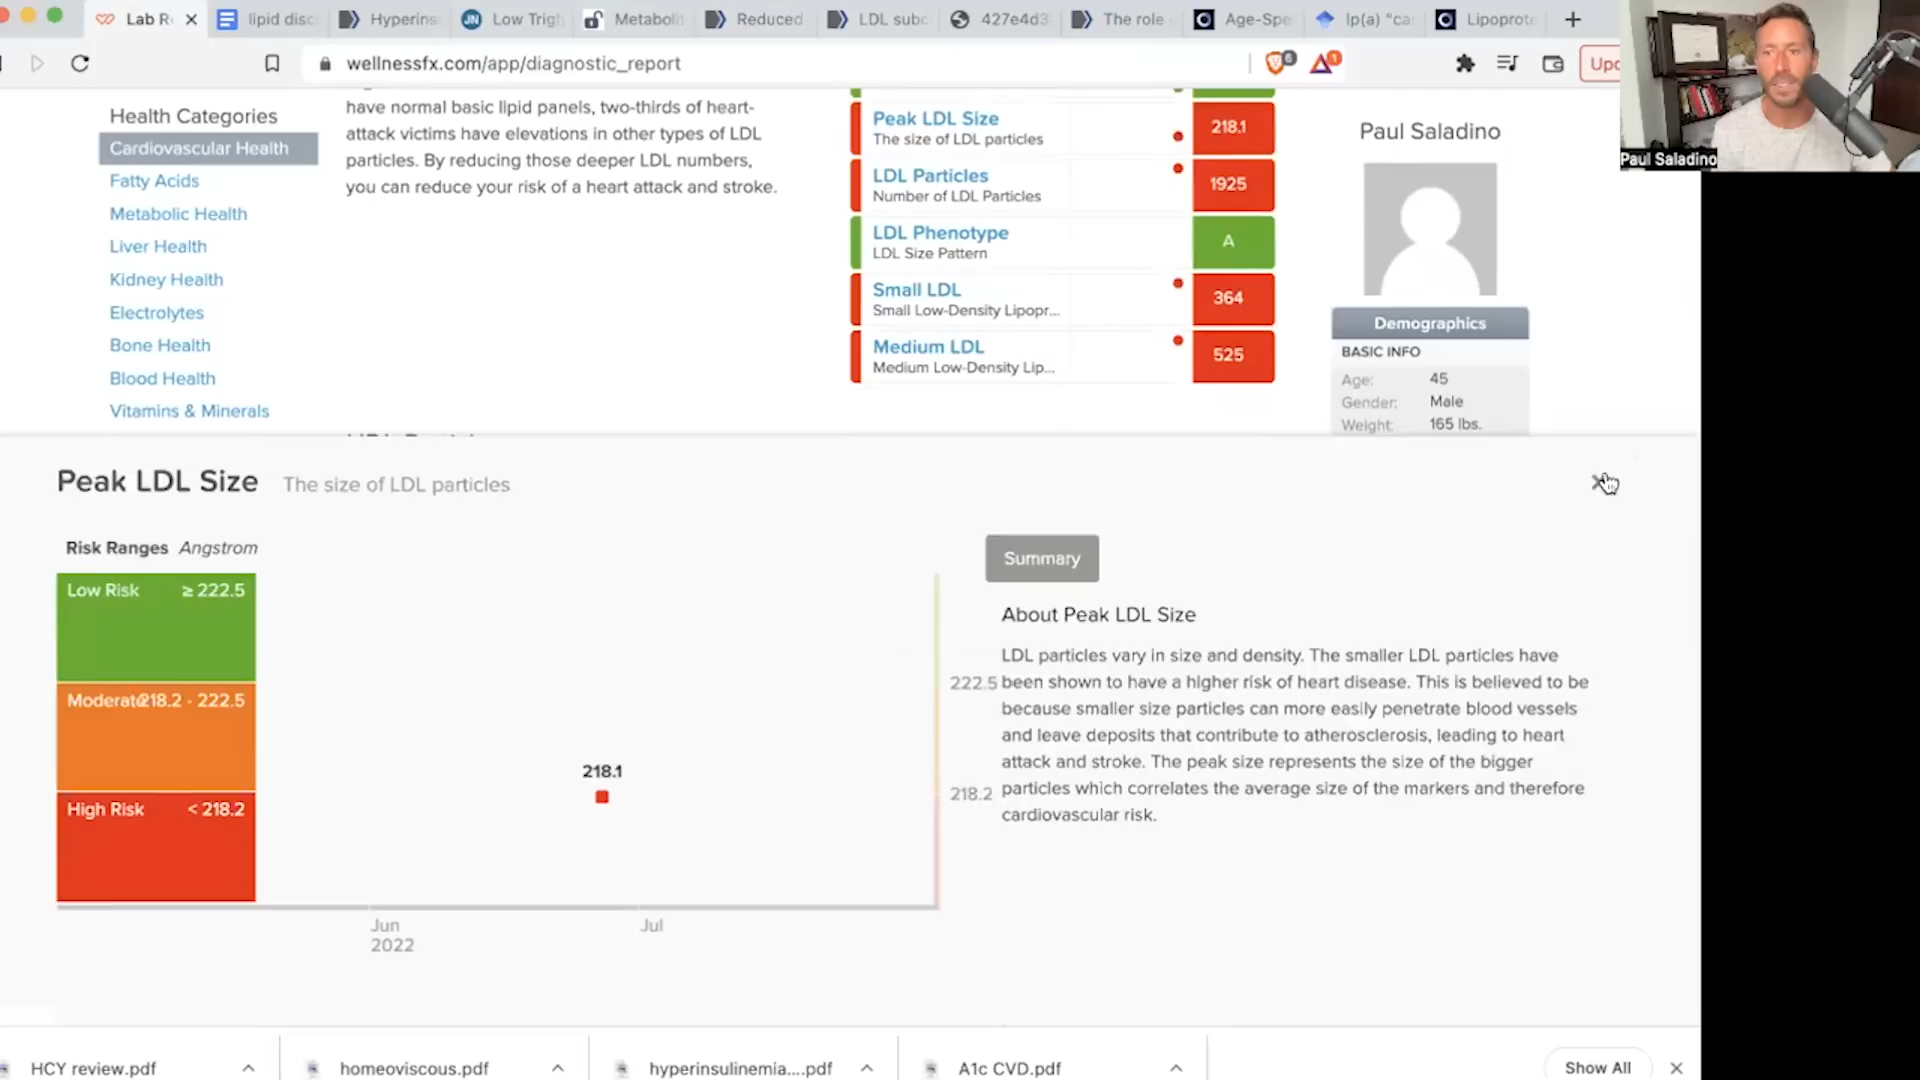 Lab R
lipid disc
Hyperins
Low Trigl
Metaboli
Reduced
LDL subc
427e4d3
The role
Age-Spe
lp(a) "ca
Lipoprote
wellnessfx.com/app/diagnostic_report
6
1
Upd
Paul Saladino
Health Categories
Cardiovascular Health
Fatty Acids
Metabolic Health
Liver Health
Kidney Health
Electrolytes
Bone Health
Blood Health
Vitamins & Minerals
have normal basic lipid panels, two-thirds of heart-
attack victims have elevations in other types of LDL
particles. By reducing those deeper LDL numbers,
you can reduce your risk of a heart attack and stroke.
Peak LDL Size
The size of LDL particles
218.1
LDL Particles
Number of LDL Particles
1925
LDL Phenotype
LDL Size Pattern
A
Small LDL
Small Low-Density Lipopr...
364
Medium LDL
Medium Low-Density Lip...
525
Paul Saladino
Demographics
BASIC INFO
Age: 45
Gender: Male
Weight: 165 lbs.
Peak LDL Size The size of LDL particles
Risk Ranges Angstrom
Low Risk ≥ 222.5
Moderate 218.2 - 222.5
High Risk < 218.2
218.1
222.5
218.2
Jun
2022
Jul
Summary
About Peak LDL Size
LDL particles vary in size and density. The smaller LDL particles have
been shown to have a higher risk of heart disease. This is believed to be
because smaller size particles can more easily penetrate blood vessels
and leave deposits that contribute to atherosclerosis, leading to heart
attack and stroke. The peak size represents the size of the bigger
particles which correlates the average size of the markers and therefore
cardiovascular risk.
HCY review.pdf
homeoviscous.pdf
hyperinsulinemia....pdf
A1c CVD.pdf
Show All